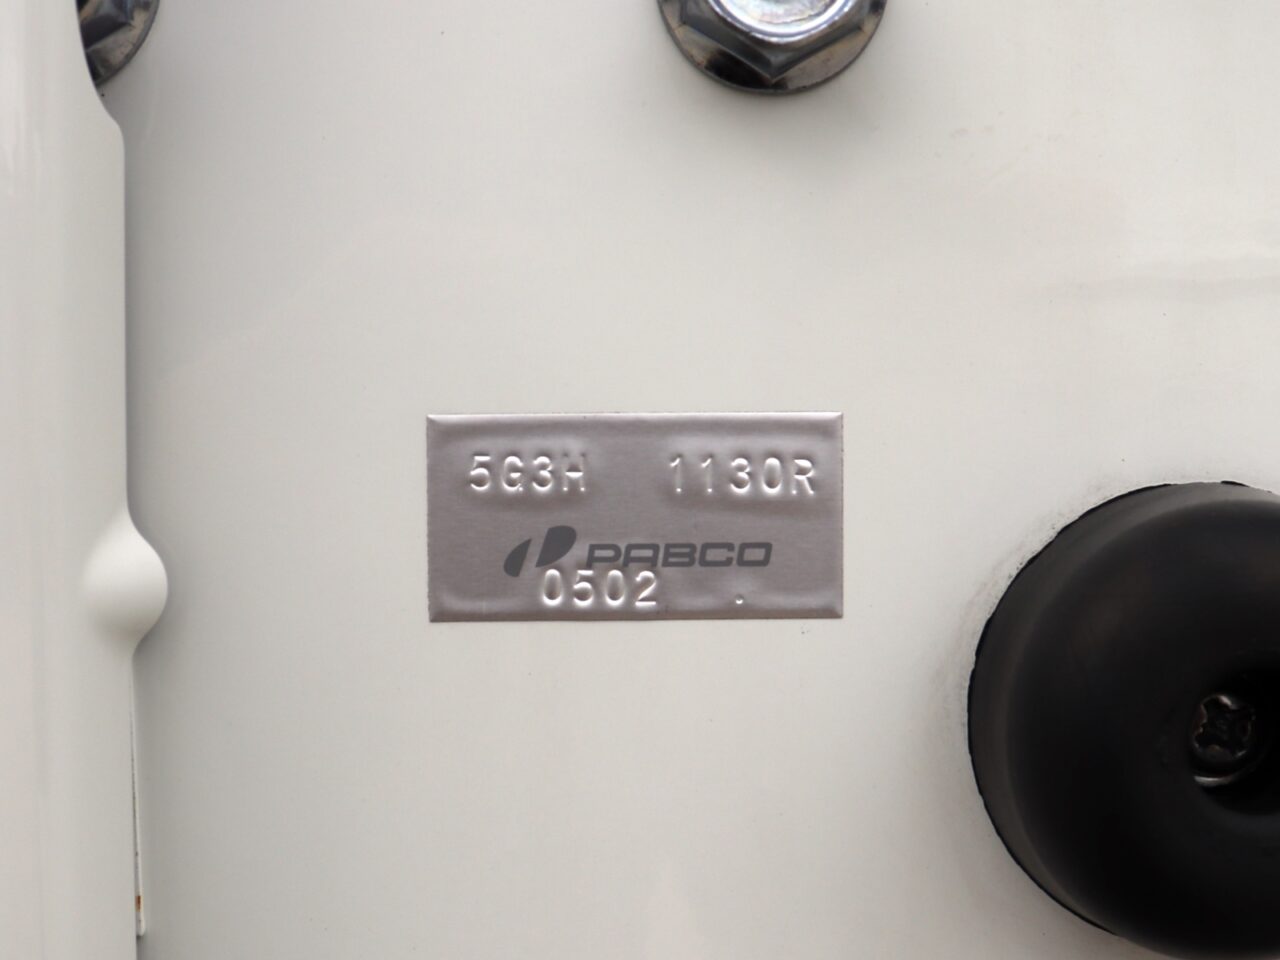 5G3H 1130R
PABCO
0502 .